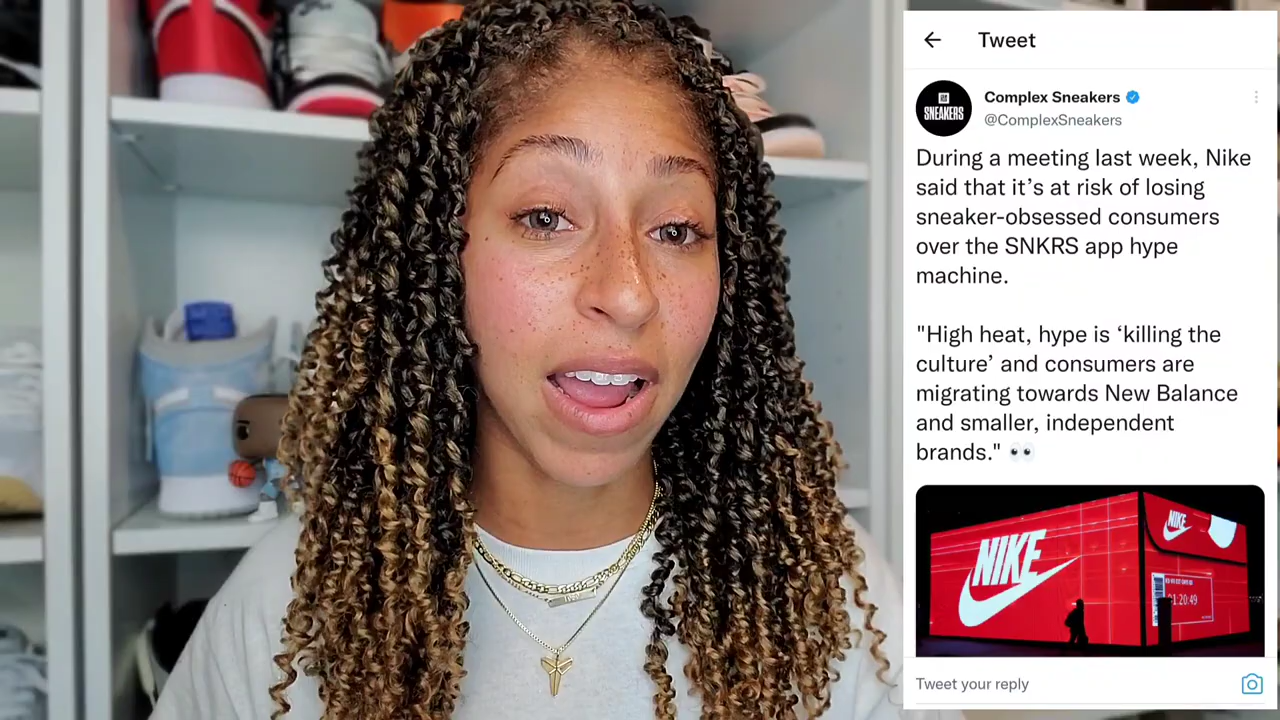 Tweet
SNEAKERS
Complex Sneakers
@ComplexSneakers
During a meeting last week, Nike
said that it’s at risk of losing
sneaker-obsessed consumers
over the SNKRS app hype
machine.
"High heat, hype is ‘killing the
culture’ and consumers are
migrating towards New Balance
and smaller, independent
brands." 👀
NIKE
NIKE
Tweet your reply